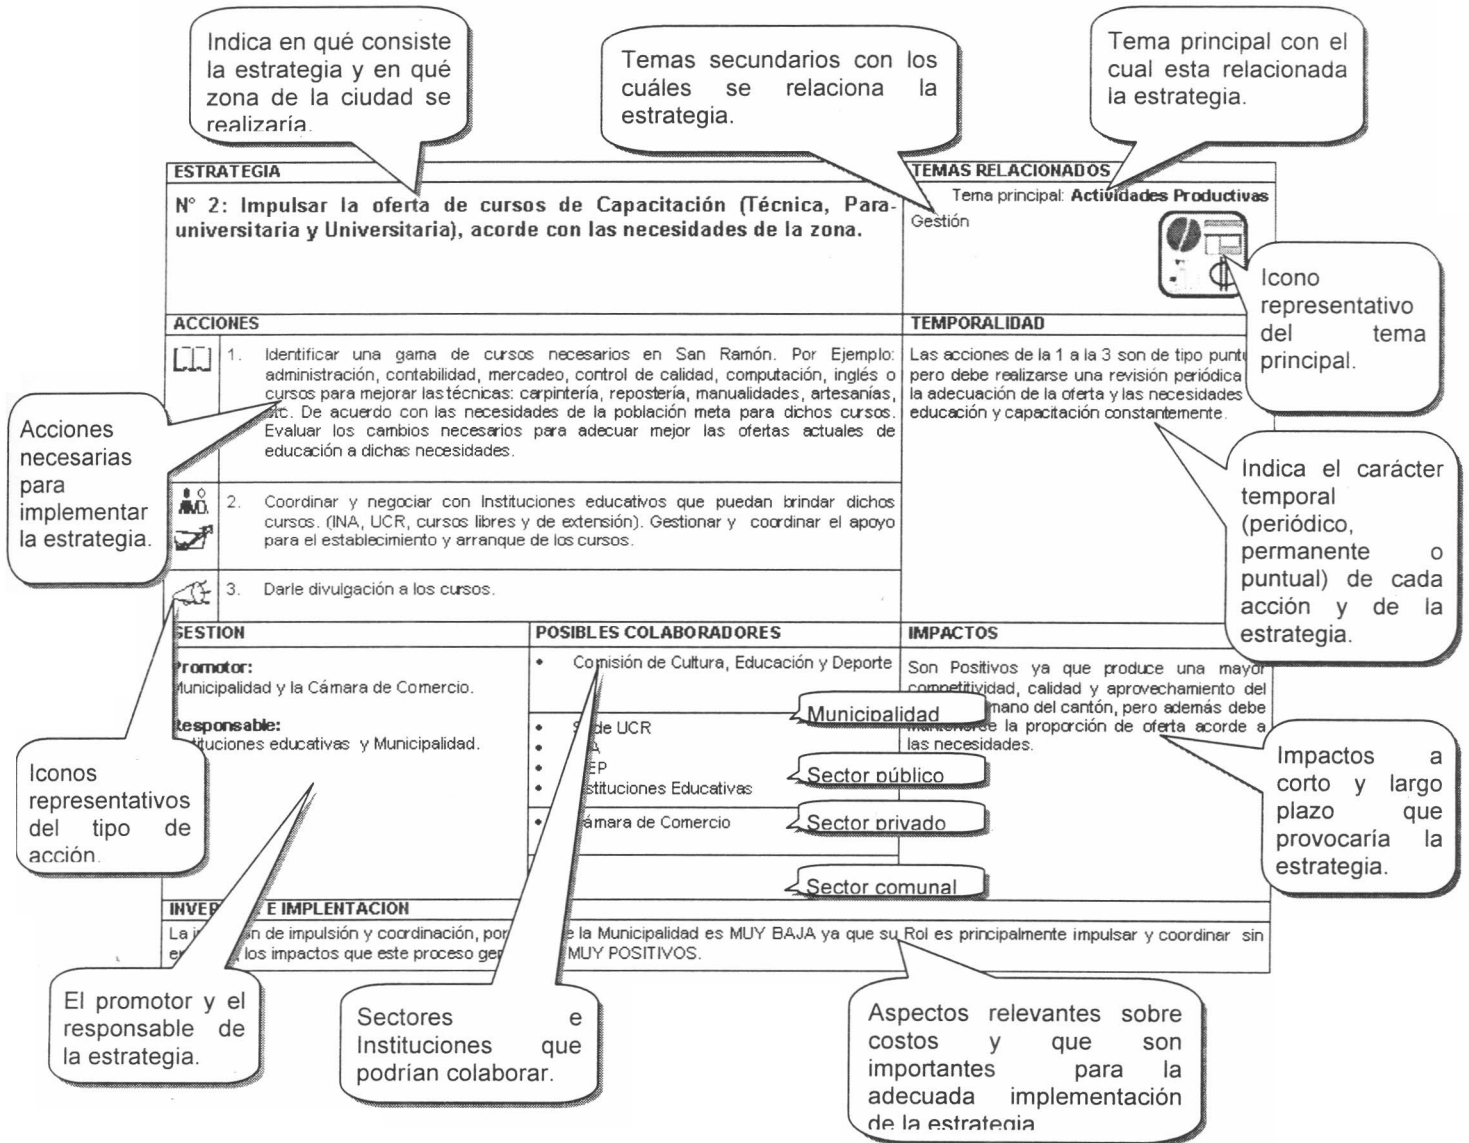 Indica en qué consiste
la estrategia y en qué
zona de la ciudad se
realizaría.
Temas secundarios con los
cuáles se relaciona la
estrategia.
Tema principal con el
cual esta relacionada
la estrategia.
ESTRATEGIA
N° 2: Impulsar la oferta de cursos de Capacitación (Técnica, Para-
universitaria y Universitaria), acorde con las necesidades de la zona.
TEMAS RELACIONADOS
Tema principal: Actividades Productivas
Gestión
Icono
representativo
del tema
principal.
ACCIONES
1. Identificar una gama de cursos necesarios en San Ramón. Por Ejemplo:
administración, contabilidad, mercadeo, control de calidad, computación, inglés o
cursos para mejorar las técnicas: carpintería, repostería, manualidades, artesanías,
etc. De acuerdo con las necesidades de la población meta para dichos cursos.
Evaluar los cambios necesarios para adecuar mejor las ofertas actuales de
educación a dichas necesidades.
2. Coordinar y negociar con Instituciones educativos que puedan brindar dichos
cursos. (INA, UCR, cursos libres y de extensión). Gestionar y coordinar el apoyo
para el establecimiento y arranque de los cursos.
3. Darle divulgación a los cursos.
TEMPORALIDAD
Las acciones de la 1 a la 3 son de tipo
pero debe realizarse una revisión periódica
la adecuación de la oferta y las necesidades
educación y capacitación constantemente.
Acciones
necesarias
para
implementar
la estrategia.
Indica el carácter
temporal
(periódico,
permanente o
puntual) de cada
acción y de la
estrategia.
GESTION
Promotor:
Municipalidad y la Cámara de Comercio.
Responsable:
Instituciones educativas y Municipalidad.
POSIBLES COLABORADORES
• Comisión de Cultura, Educación y Deporte
Municipalidad
• Sede UCR
•
•
• Instituciones Educativas
Sector público
• Cámara de Comercio
Sector privado
Sector comunal
IMPACTOS
Son Positivos ya que produce una mayor
competitividad, calidad y aprovechamiento del
del cantón, pero además debe
la proporción de oferta acorde a
las necesidades.
Iconos
representativos
del tipo de
acción.
Impactos a
corto y largo
plazo que
provocaría la
estrategia.
E IMPLENTACION
La de impulsión y coordinación, la Municipalidad es MUY BAJA ya que su Rol es principalmente impulsar y coordinar sin
los impactos que este proceso MUY POSITIVOS.
El promotor y el
responsable de
la estrategia.
Sectores e
Instituciones que
podrían colaborar.
Aspectos relevantes sobre
costos y que son
importantes para la
adecuada implementación
de la estrategia